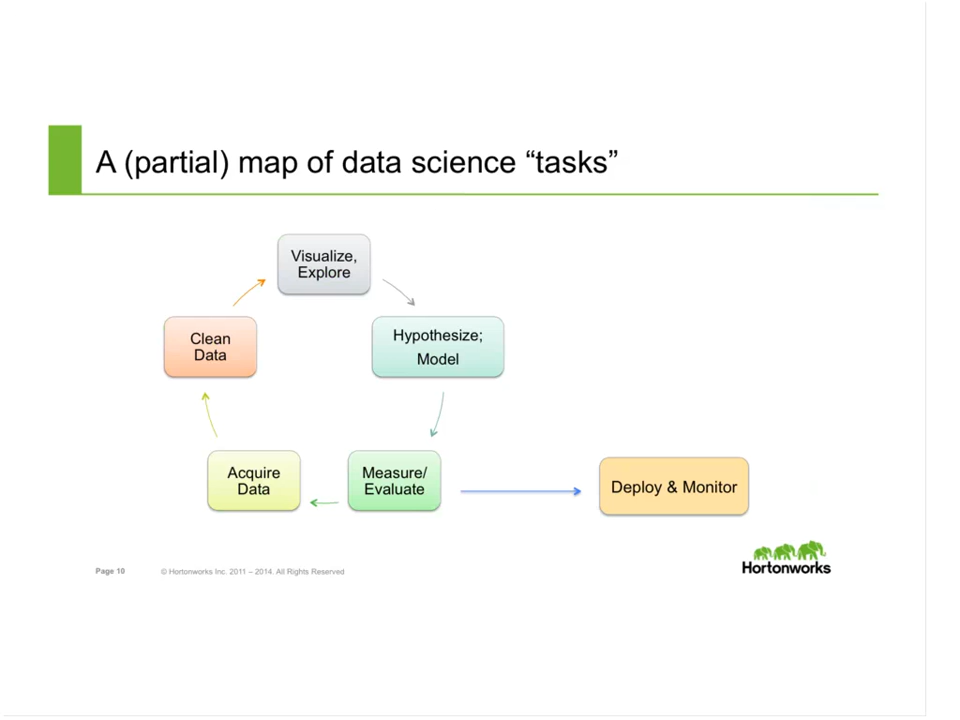 A (partial) map of data science “tasks”
Visualize,
Explore
Clean
Data
Hypothesize;
Model
Acquire
Data
Measure/
Evaluate
Deploy & Monitor
Page 10
© Hortonworks Inc. 2011 – 2014. All Rights Reserved
Hortonworks